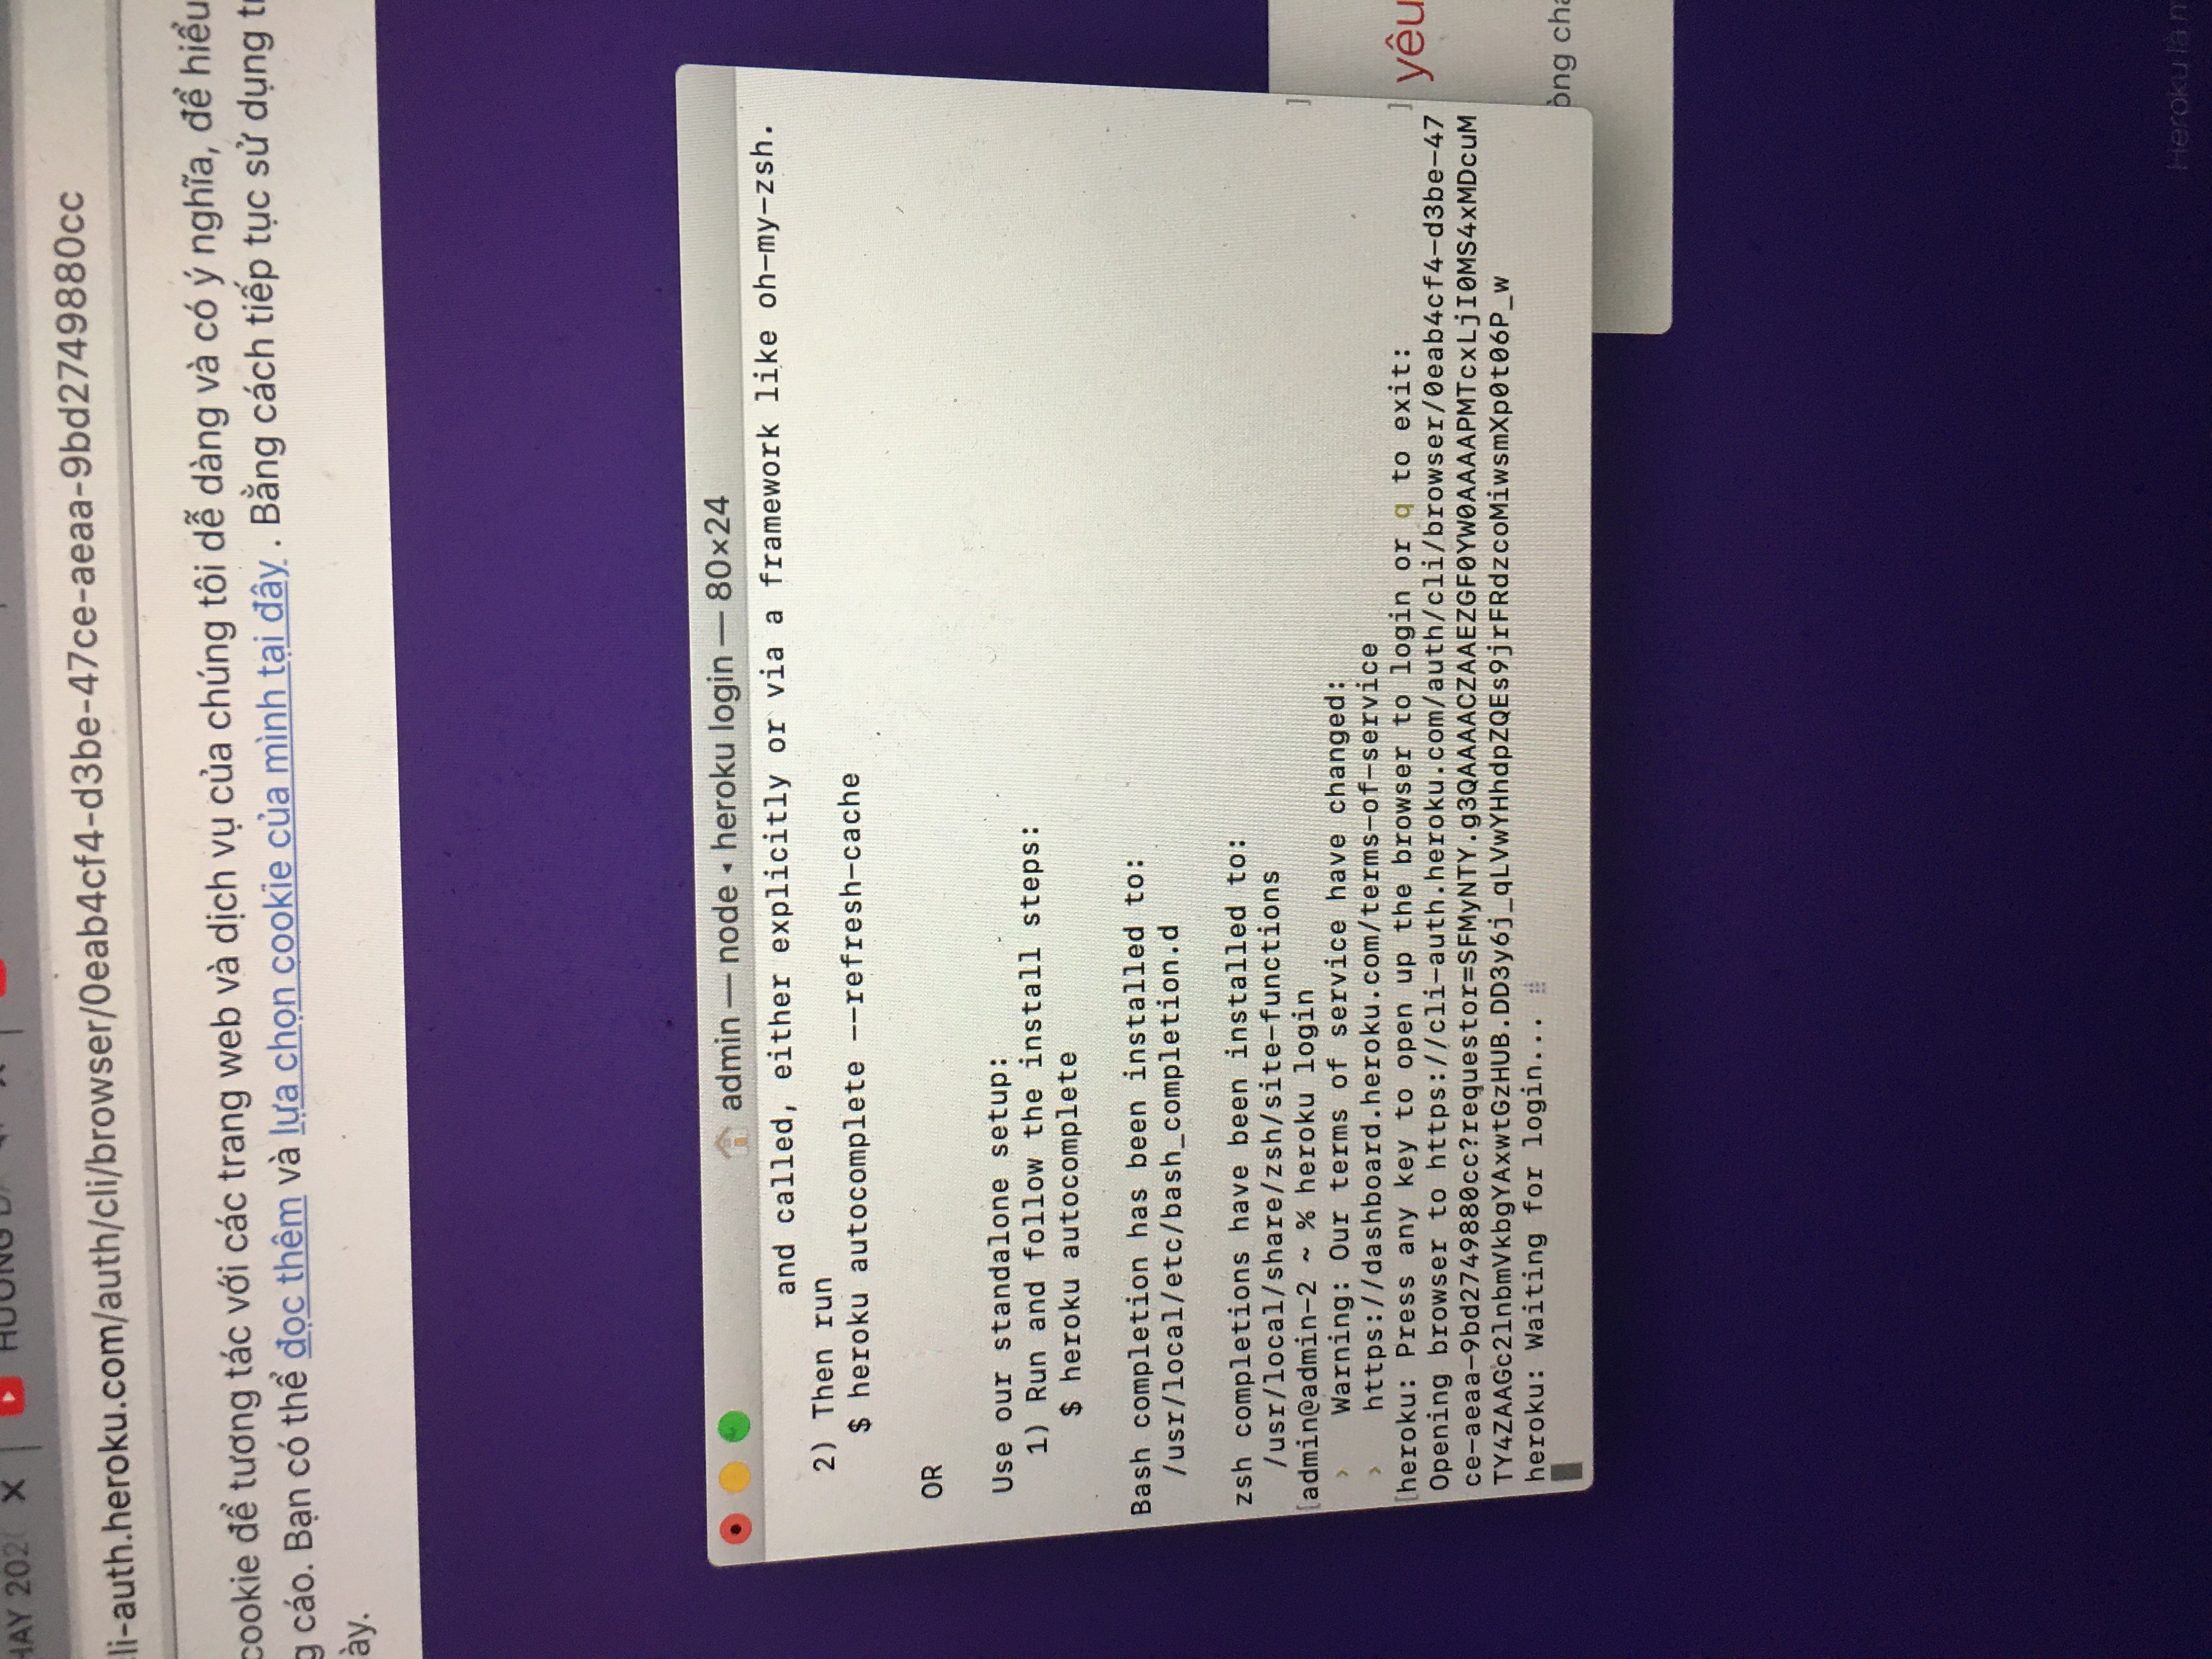 HAY 202
HƯỚNG D
li-auth.heroku.com/auth/cli/browser/0eab4cf4-d3be-47ce-aeaa-9bd2749880cc
cookie để tương tác với các trang web và dịch vụ của chúng tôi dễ dàng và có ý nghĩa, để hiểu
g cáo. Bạn có thể đọc thêm và lựa chọn cookie của mình tại đây . Bằng cách tiếp tục sử dụng tr
ày.
admin — node ◂ heroku login — 80×24
and called, either explicitly or via a framework like oh-my-zsh.
2) Then run
$ heroku autocomplete --refresh-cache
OR
Use our standalone setup:
1) Run and follow the install steps:
$ heroku autocomplete
Bash completion has been installed to:
/usr/local/etc/bash_completion.d
zsh completions have been installed to:
/usr/local/share/zsh/site-functions
[admin@admin-2 ~ % heroku login ]
› Warning: Our terms of service have changed:
› https://dashboard.heroku.com/terms-of-service
[heroku: Press any key to open up the browser to login or q to exit: ]
Opening browser to https://cli-auth.heroku.com/auth/cli/browser/0eab4cf4-d3be-47
ce-aeaa-9bd2749880cc?requestor=SFMyNTY.g3QAAAACZAAEZGF0YW0AAAAPMTcxLjI0MS4xMDcuM
TY4ZAAGc2lnbmVkbgYAxwtGzHUB.DD3y6j_qLVwYHhdpZQEs9jrFRdzcoMiwsmXp0t06P_w
heroku: Waiting for login... ⣾
yêu
òng cha
Heroku là m